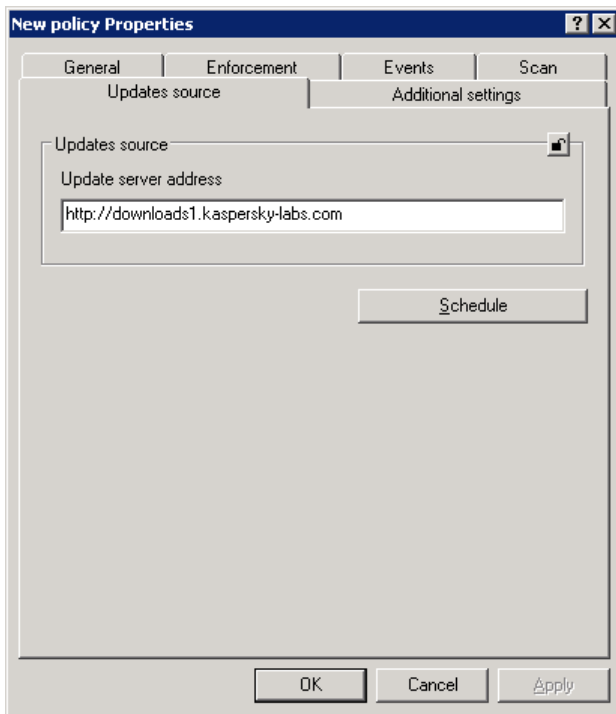 New policy Properties
General Enforcement Events Scan
Updates source Additional settings
Updates source
Update server address
http://downloads1.kaspersky-labs.com
Schedule
OK Cancel Apply